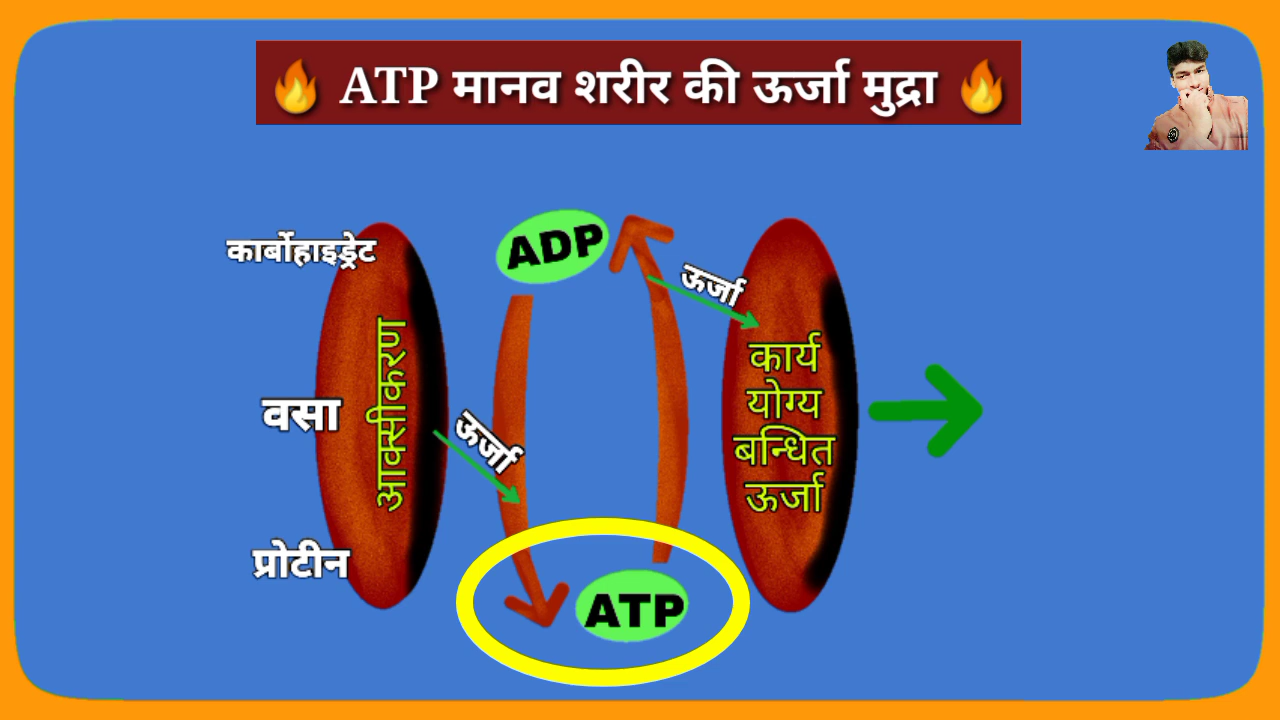 🔥 ATP मानव शरीर की ऊर्जा मुद्रा 🔥
कार्बोहाइड्रेट
वसा
प्रोटीन
आक्सीकरण
ऊर्जा
ADP
ATP
ऊर्जा
कार्य
योग्य
बन्धित
ऊर्जा